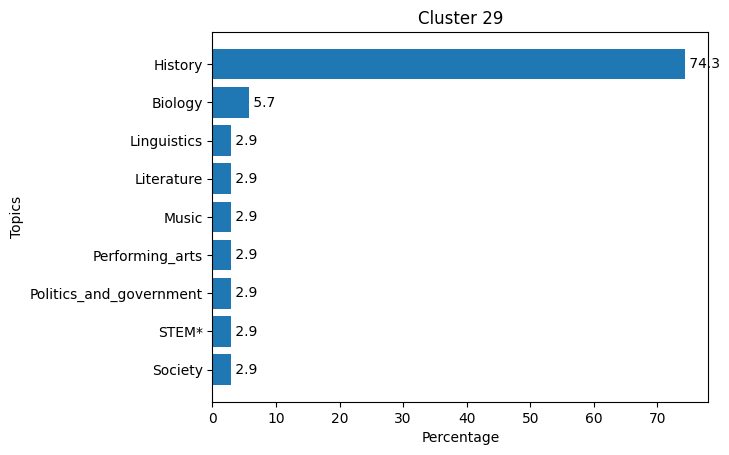 Cluster 29
History 74.3
Biology 5.7
Linguistics 2.9
Literature 2.9
Music 2.9
Performing_arts 2.9
Politics_and_government 2.9
STEM* 2.9
Society 2.9
Topics
0 10 20 30 40 50 60 70
Percentage